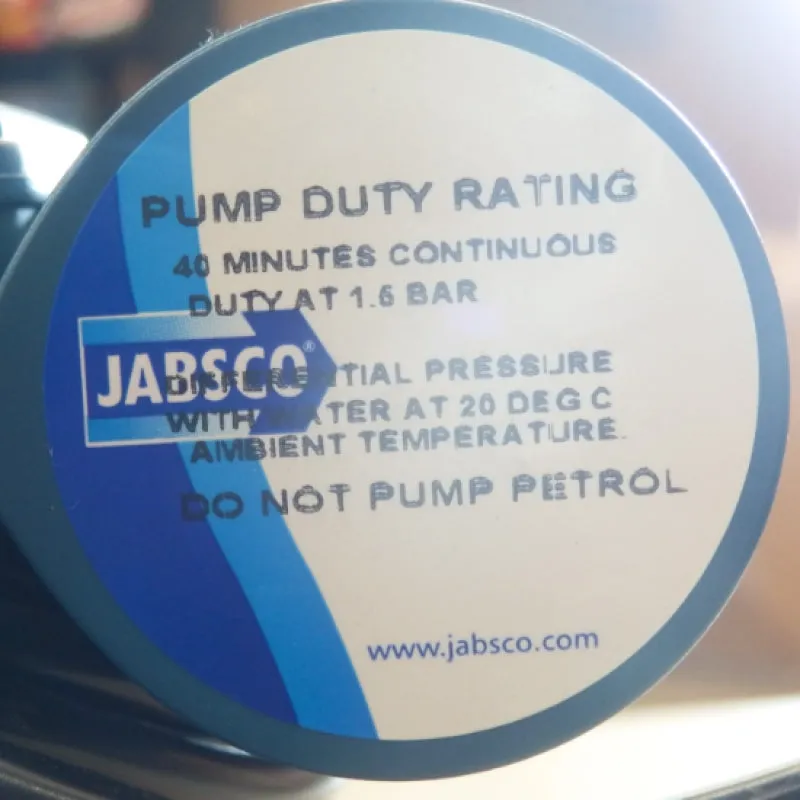 PUMP DUTY RATING
40 MINUTES CONTINUOUS
DUTY AT 1.5 BAR
JABSCO®
DIFFERENTIAL PRESSURE
WITH WATER AT 20 DEG C
AMBIENT TEMPERATURE.
DO NOT PUMP PETROL
www.jabsco.com